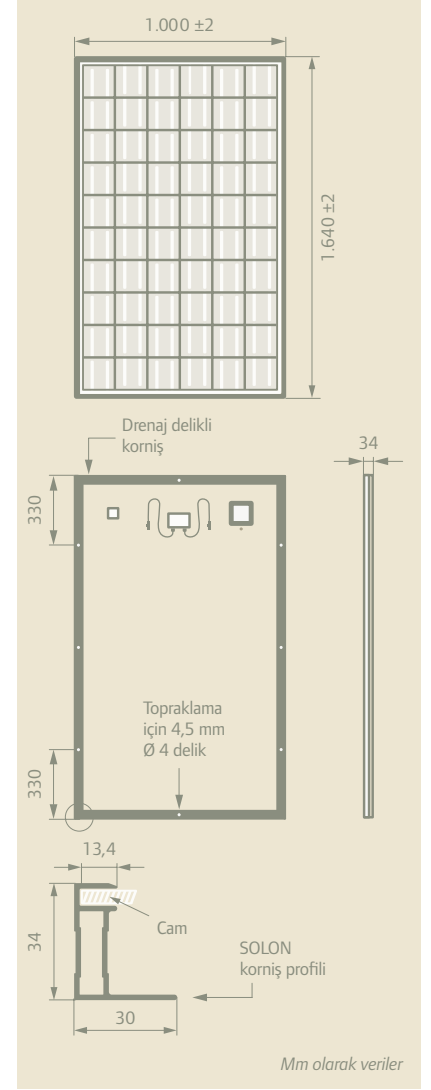 1.000 ±2
1.640 ±2
Drenaj delikli
korniş
34
330
Topraklama
için 4,5 mm
Ø 4 delik
330
13,4
Cam
34
SOLON
korniş profili
30
Mm olarak veriler